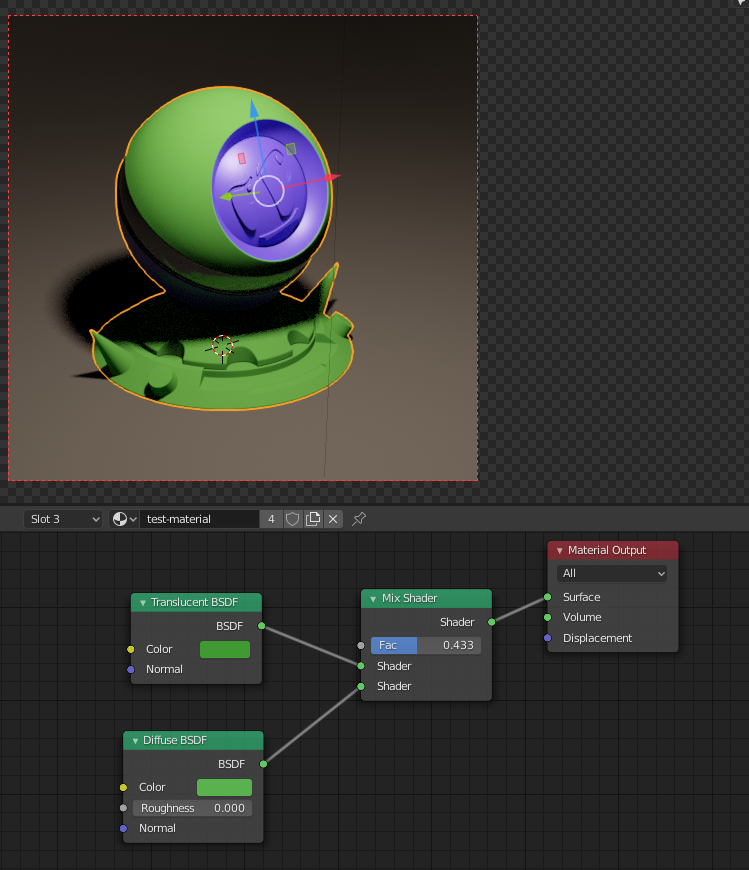 Slot 3
test-material
4
Material Output
All
Surface
Volume
Displacement
Translucent BSDF
BSDF
Color
Normal
Mix Shader
Shader
Fac 0.433
Shader
Shader
Diffuse BSDF
BSDF
Color
Roughness 0.000
Normal